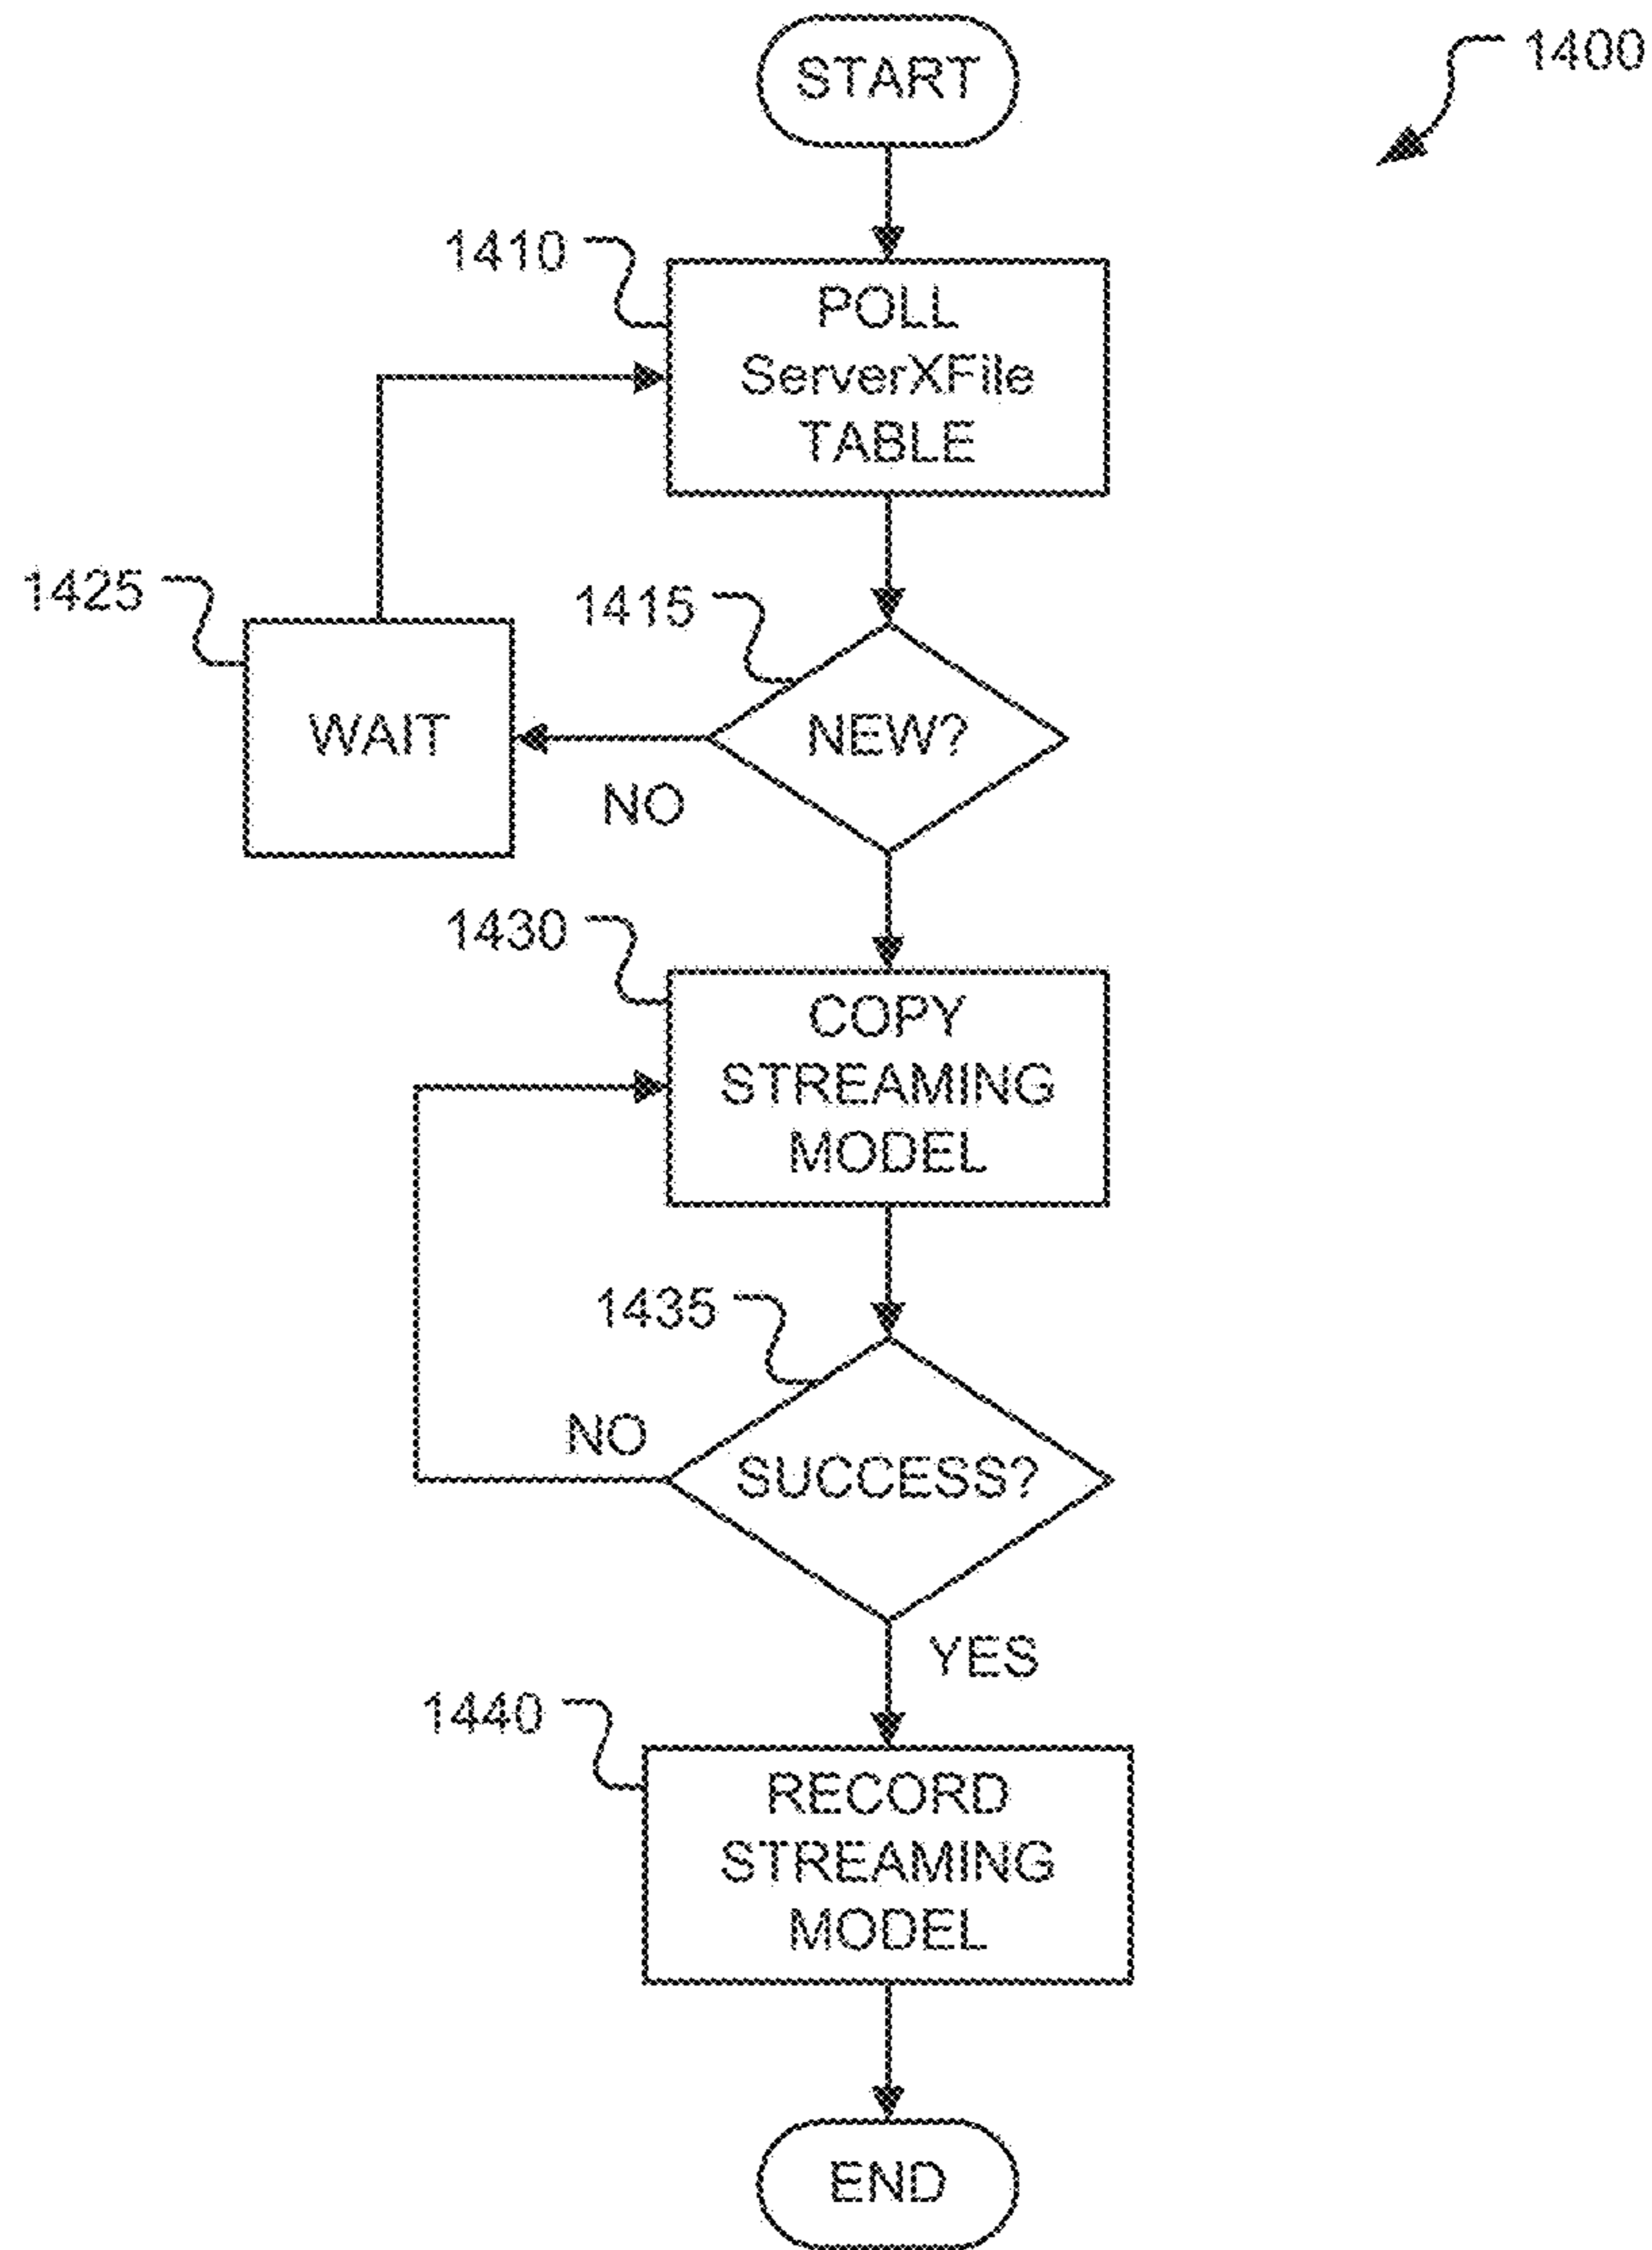 START
1400
1410
POLL
ServerXFile
TABLE
1425
1415
WAIT
NEW?
NO
1430
COPY
STREAMING
MODEL
1435
NO
SUCCESS?
YES
1440
RECORD
STREAMING
MODEL
END